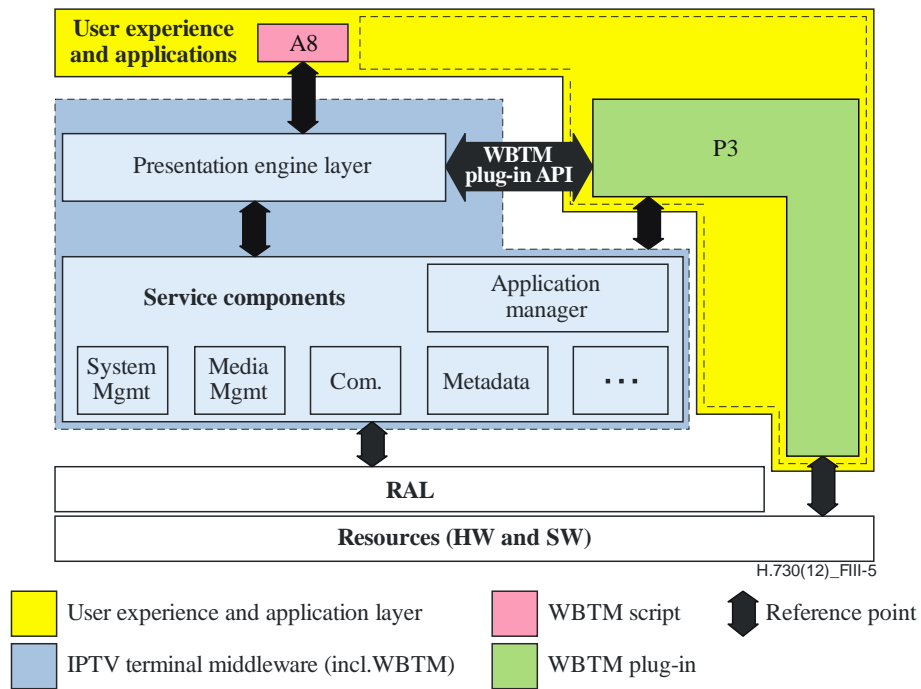 User experience
and applications
A8
P3
Presentation engine layer
WBTM
plug-in API
Service components
Application
manager
System
Mgmt
Media
Mgmt
Com.
Metadata
...
RAL
Resources (HW and SW)
H.730(12)_FIII-5
User experience and application layer
WBTM script
Reference point
IPTV terminal middleware (incl.WBTM)
WBTM plug-in